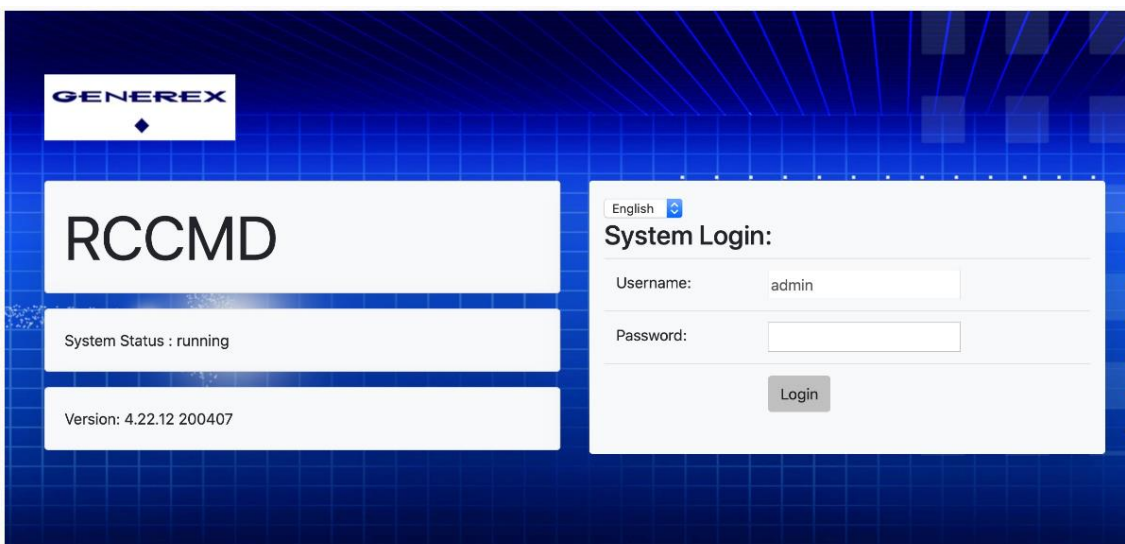 GENEREX
RCCMD
System Status : running
Version: 4.22.12 200407
English
System Login:
Username:
admin
Password:
Login